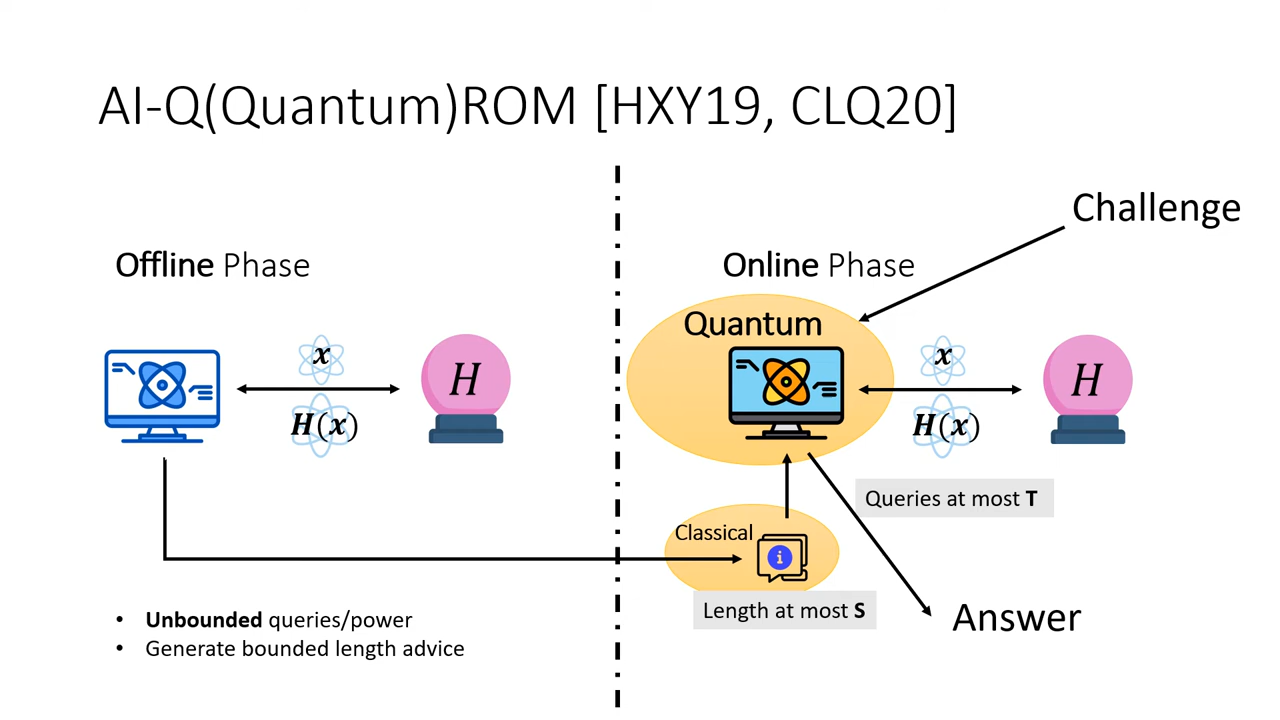 AI-Q(Quantum)ROM [HXY19, CLQ20]
Offline Phase
x
H(x)
H
• Unbounded queries/power
• Generate bounded length advice
Challenge
Online Phase
Quantum
x
H(x)
H
Queries at most T
Classical
i
Length at most S
Answer